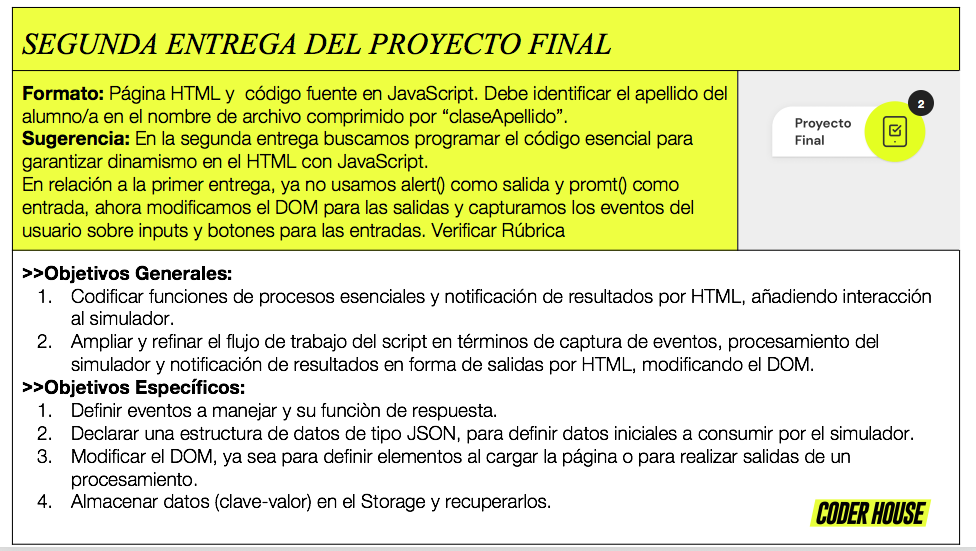 SEGUNDA ENTREGA DEL PROYECTO FINAL
Formato: Página HTML y código fuente en JavaScript. Debe identificar el apellido del
alumno/a en el nombre de archivo comprimido por “claseApellido”.
Sugerencia: En la segunda entrega buscamos programar el código esencial para
garantizar dinamismo en el HTML con JavaScript.
En relación a la primer entrega, ya no usamos alert() como salida y promt() como
entrada, ahora modificamos el DOM para las salidas y capturamos los eventos del
usuario sobre inputs y botones para las entradas. Verificar Rúbrica
2
Proyecto
Final
>>Objetivos Generales:
1. Codificar funciones de procesos esenciales y notificación de resultados por HTML, añadiendo interacción
al simulador.
2. Ampliar y refinar el flujo de trabajo del script en términos de captura de eventos, procesamiento del
simulador y notificación de resultados en forma de salidas por HTML, modificando el DOM.
>>Objetivos Específicos:
1. Definir eventos a manejar y su funciòn de respuesta.
2. Declarar una estructura de datos de tipo JSON, para definir datos iniciales a consumir por el simulador.
3. Modificar el DOM, ya sea para definir elementos al cargar la página o para realizar salidas de un
procesamiento.
4. Almacenar datos (clave-valor) en el Storage y recuperarlos.
CODER HOUSE